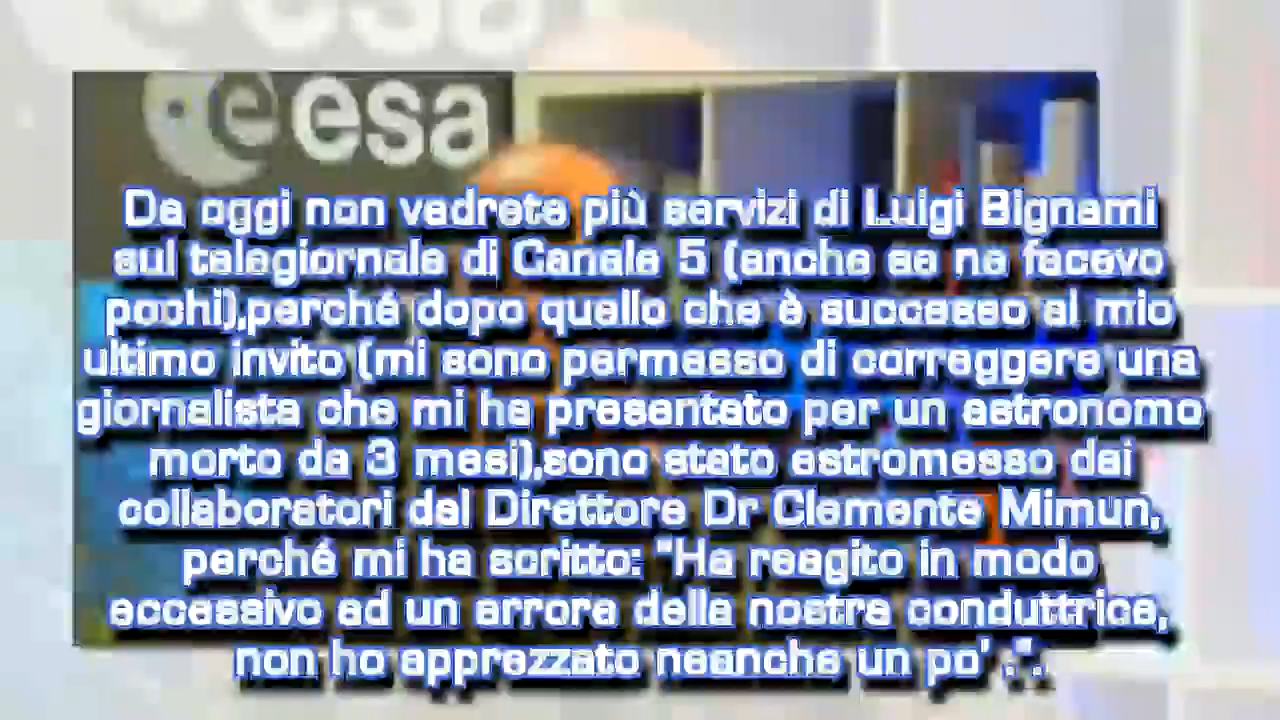 esa
esa
Da oggi non vedrete più servizi di Luigi Bignami
sul telegiornale di Canale 5 (anche se ne facevo
pochi),perché dopo quello che è successo al mio
ultimo invito (mi sono permesso di correggere una
giornalista che mi ha presentato per un astronomo
morto da 3 mesi),sono stato estromesso dai
collaboratori del Direttore Dr Clemente Mimun,
perché mi ha scritto: "Ha reagito in modo
eccessivo ad un errore della nostra conduttrice,
non ho apprezzato neanche un po' .".